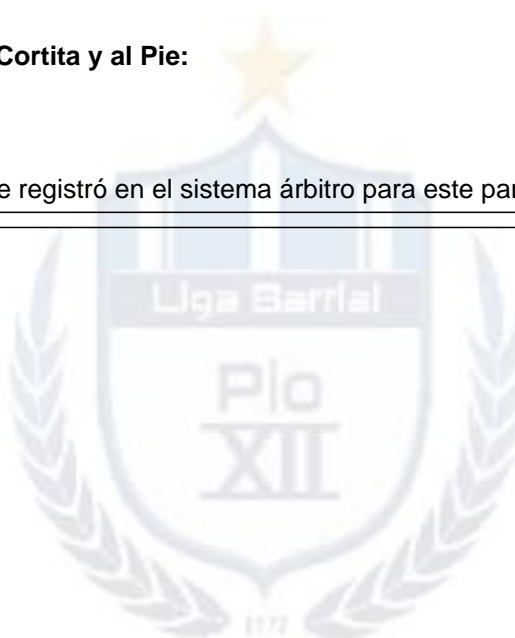 Cortita y al Pie:
e registró en el sistema árbitro para este par
Liga Barrial
Pio
XII